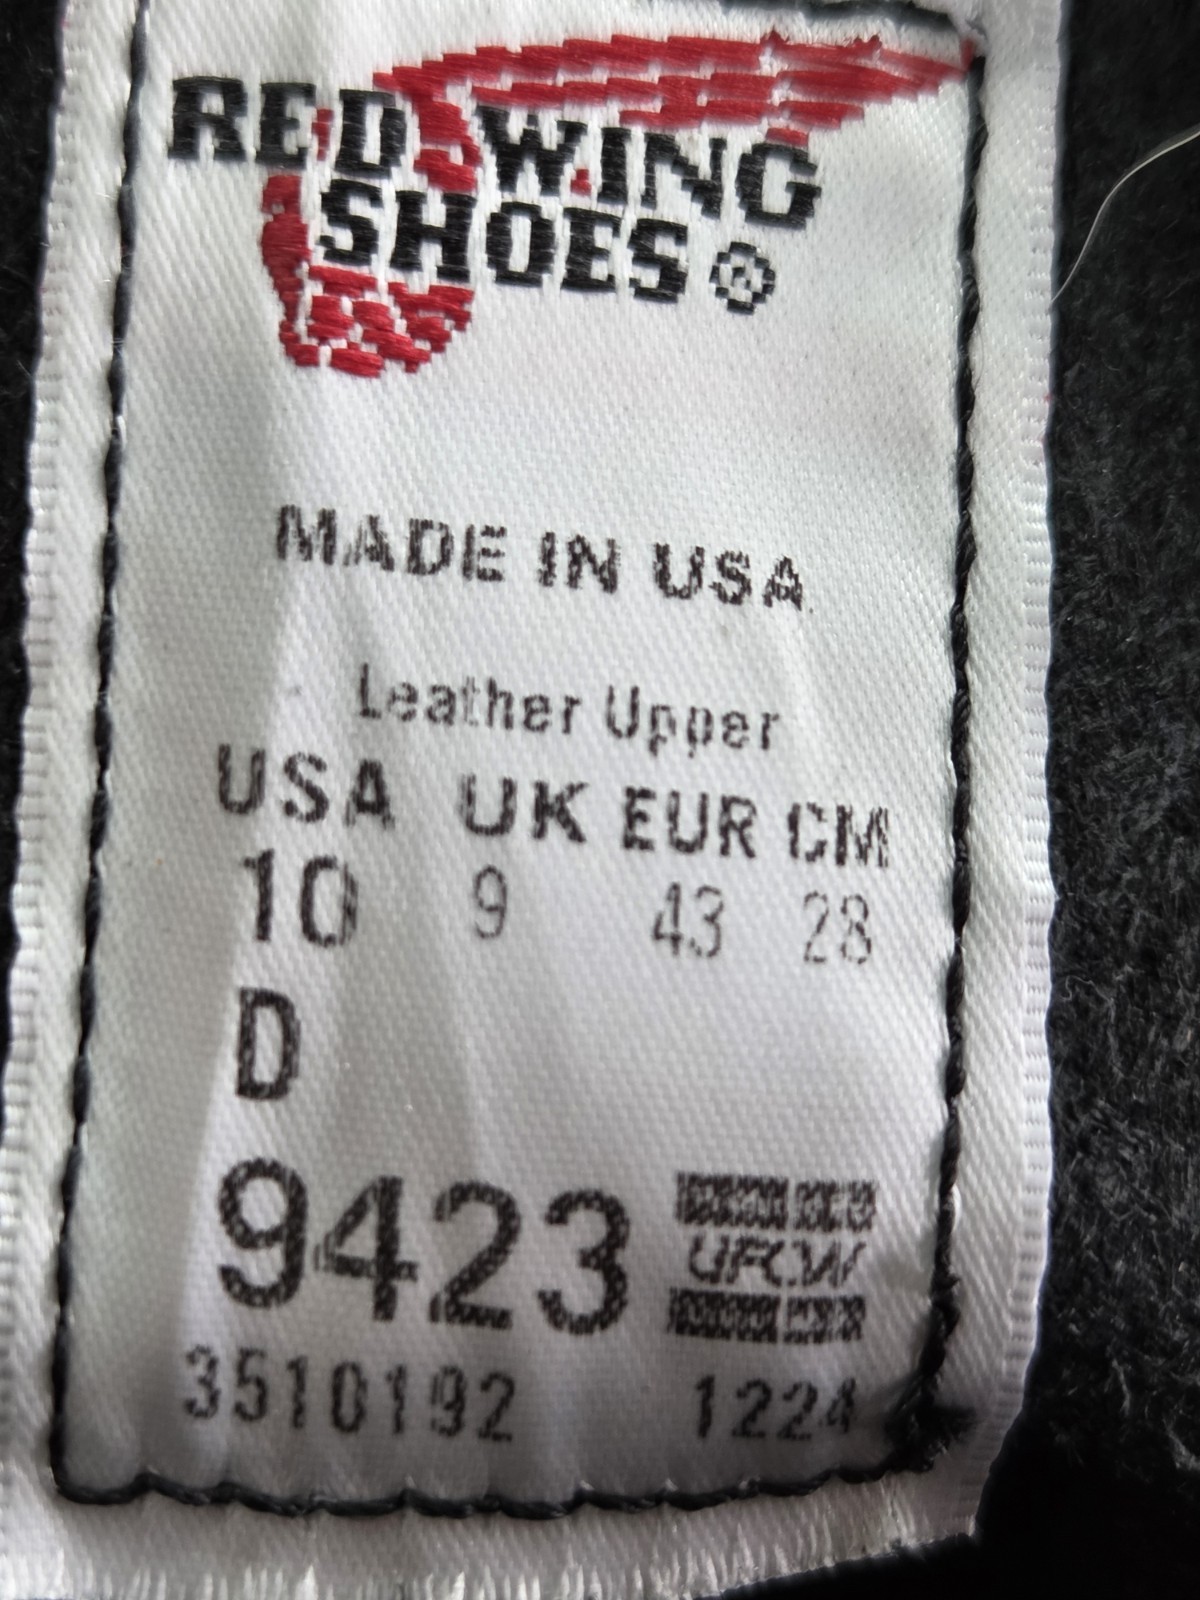 RED WING
SHOES ®
MADE IN USA
Leather Upper
USA UK EUR CM
10 9 43 28
D
9423
UFCW
3510192 1224